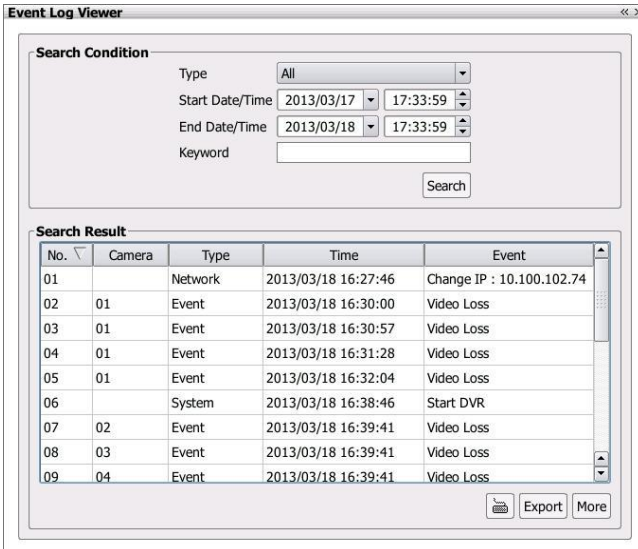 Event Log Viewer
Search Condition
Type All
Start Date/Time 2013/03/17 17:33:59
End Date/Time 2013/03/18 17:33:59
Keyword
Search
Search Result
No. Camera Type Time Event
01 Network 2013/03/18 16:27:46 Change IP : 10.100.102.74
02 01 Event 2013/03/18 16:30:00 Video Loss
03 01 Event 2013/03/18 16:30:57 Video Loss
04 01 Event 2013/03/18 16:31:28 Video Loss
05 01 Event 2013/03/18 16:32:04 Video Loss
06 System 2013/03/18 16:38:46 Start DVR
07 02 Event 2013/03/18 16:39:41 Video Loss
08 03 Event 2013/03/18 16:39:41 Video Loss
09 04 Event 2013/03/18 16:39:41 Video Loss
Export More